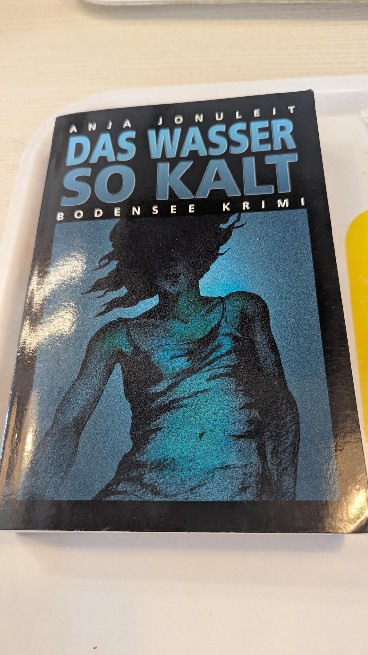 ANJA JONULEIT
DAS WASSER
SO KALT
BODENSEE KRIMI